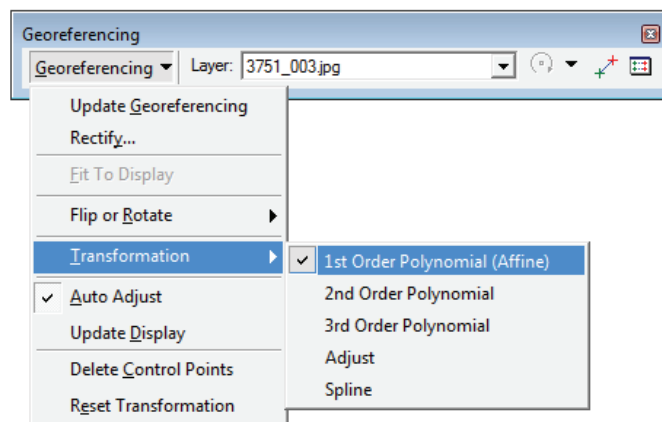 Georeferencing
Georeferencing Layer: 3751_003.jpg
Update Georeferencing
Rectify...
Fit To Display
Flip or Rotate
Transformation
Auto Adjust
Update Display
Delete Control Points
Reset Transformation
1st Order Polynomial (Affine)
2nd Order Polynomial
3rd Order Polynomial
Adjust
Spline